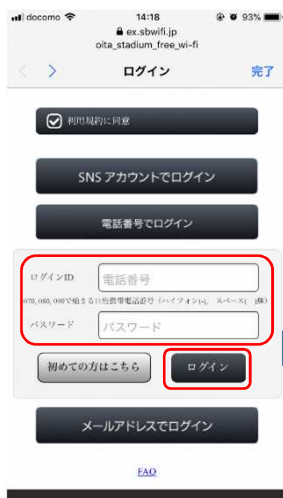 docomo 14:18 93%
ex.sbwifi.jp
oita_stadium_free_wi-fi
ログイン 完了
利用規約に同意
SNS アカウントでログイン
電話番号でログイン
ログインID 電話番号
070, 080, 090で始まる11桁携帯電話番号（ハイフォン[-]、スペース[ ]無）
パスワード パスワード
初めての方はこちら ログイン
メールアドレスでログイン
FAQ